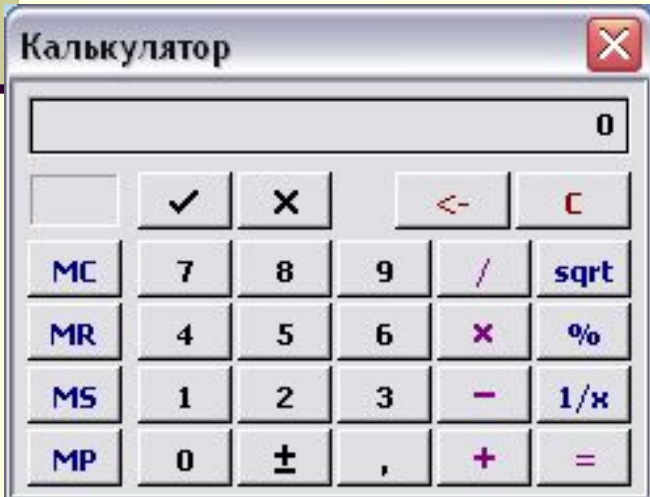 Калькулятор
0
✓ × <- C
MC 7 8 9 / sqrt
MR 4 5 6 × %
MS 1 2 3 − 1/x
MP 0 ± , + =